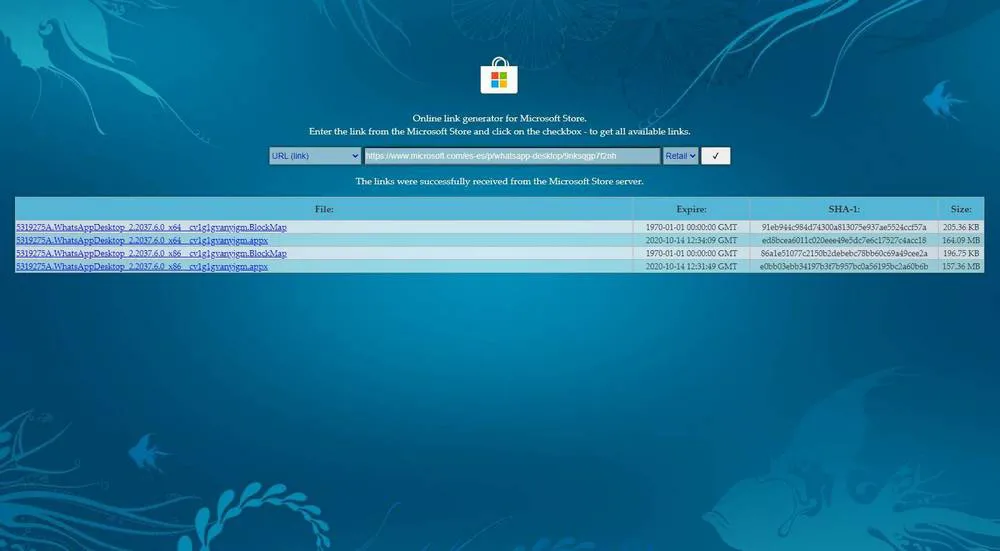 Online link generator for Microsoft Store.
Enter the link from the Microsoft Store and click on the checkbox - to get all available links.
URL (link) https://www.microsoft.com/es-es/p/whatsapp-desktop/9nksqgp7f2nh Retail ✓
The links were successfully received from the Microsoft Store server.
File: Expire: SHA-1: Size:
5319275A.WhatsAppDesktop_2.2037.6.0_x64__cv1g1gvanyjgm.BlockMap 1970-01-01 00:00:00 GMT 91eb944c984d74300a813075e937ae5524ccf57a 205.36 KB
5319275A.WhatsAppDesktop_2.2037.6.0_x64__cv1g1gvanyjgm.appx 2020-10-14 12:34:09 GMT ed8bcea6011c020eee49e5dc7e6c17527c4acc18 164.09 MB
5319275A.WhatsAppDesktop_2.2037.6.0_x86__cv1g1gvanyjgm.BlockMap 1970-01-01 00:00:00 GMT 86a1e51077c2150b2debebc78bb60c69a49cee2a 196.75 KB
5319275A.WhatsAppDesktop_2.2037.6.0_x86__cv1g1gvanyjgm.appx 2020-10-14 12:31:49 GMT e0bb03ebb34197b3f7b957bc0a56195bc2a60b6b 157.36 MB